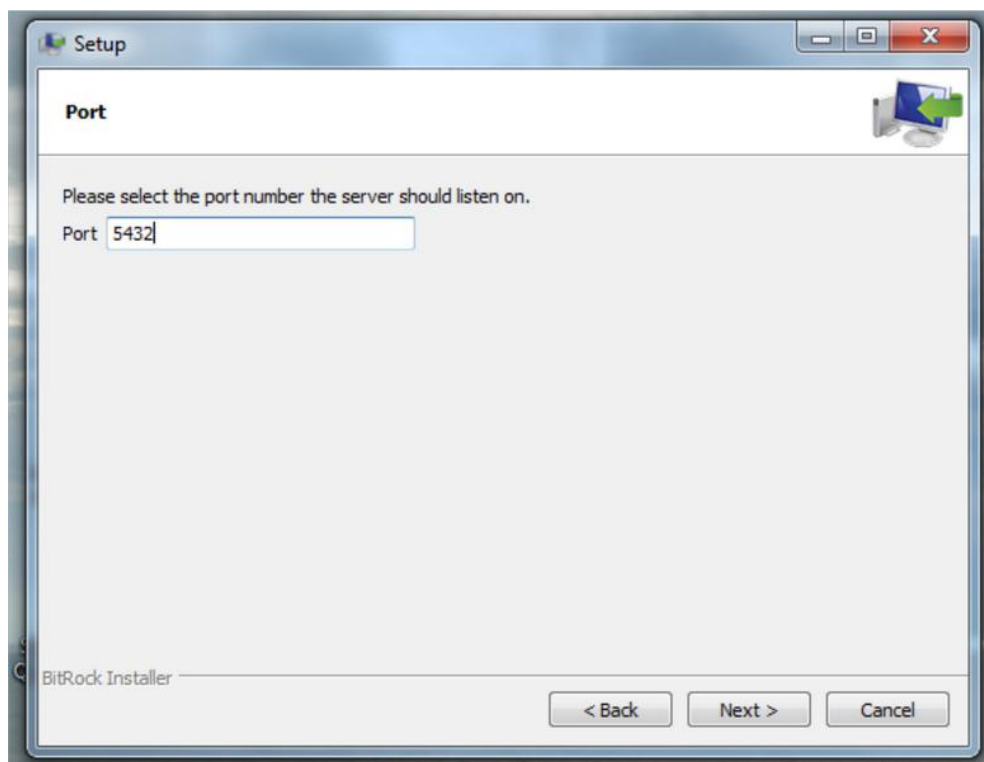 Setup
Port
Please select the port number the server should listen on.
Port 5432
BitRock Installer
< Back Next > Cancel